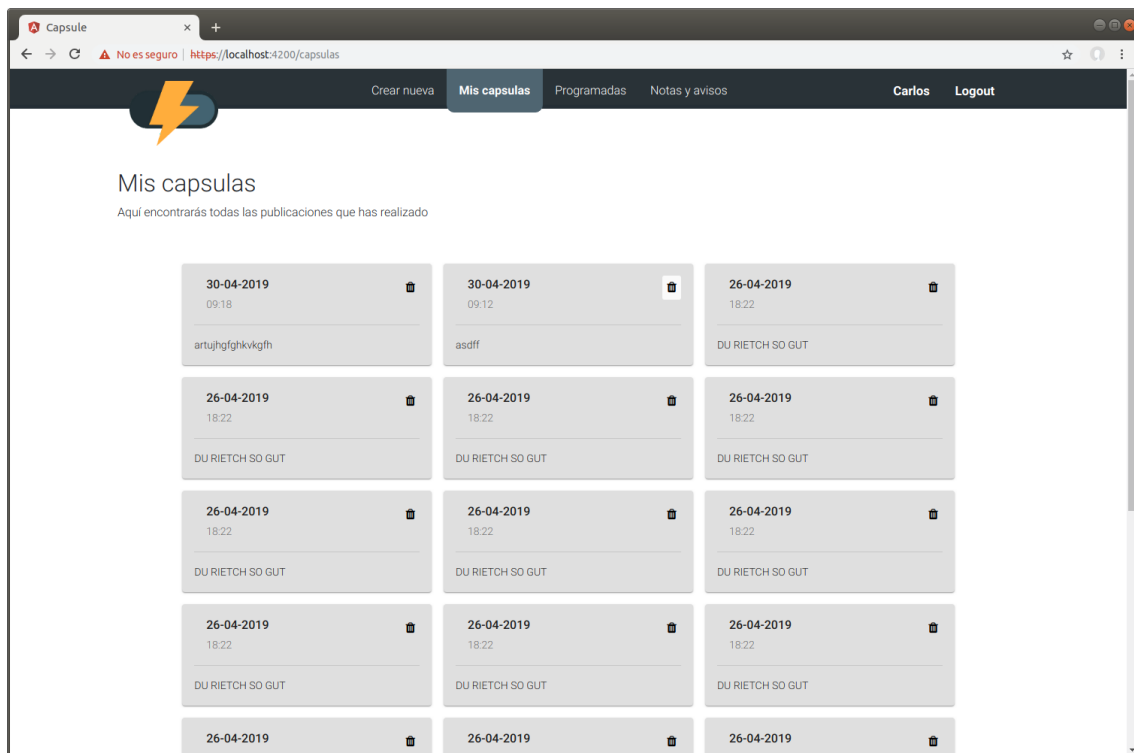 Capsule
No es seguro | https://localhost:4200/capsulas
Crear nueva Mis capsulas Programadas Notas y avisos Carlos Logout
Mis capsulas
Aquí encontrarás todas las publicaciones que has realizado
30-04-2019
09:18
artujhgfghkvkgfh
30-04-2019
09:12
asdff
26-04-2019
18:22
DU RIETCH SO GUT
26-04-2019
18:22
DU RIETCH SO GUT
26-04-2019
18:22
DU RIETCH SO GUT
26-04-2019
18:22
DU RIETCH SO GUT
26-04-2019
18:22
DU RIETCH SO GUT
26-04-2019
18:22
DU RIETCH SO GUT
26-04-2019
18:22
DU RIETCH SO GUT
26-04-2019
18:22
DU RIETCH SO GUT
26-04-2019
18:22
DU RIETCH SO GUT
26-04-2019
18:22
DU RIETCH SO GUT
26-04-2019
26-04-2019
26-04-2019